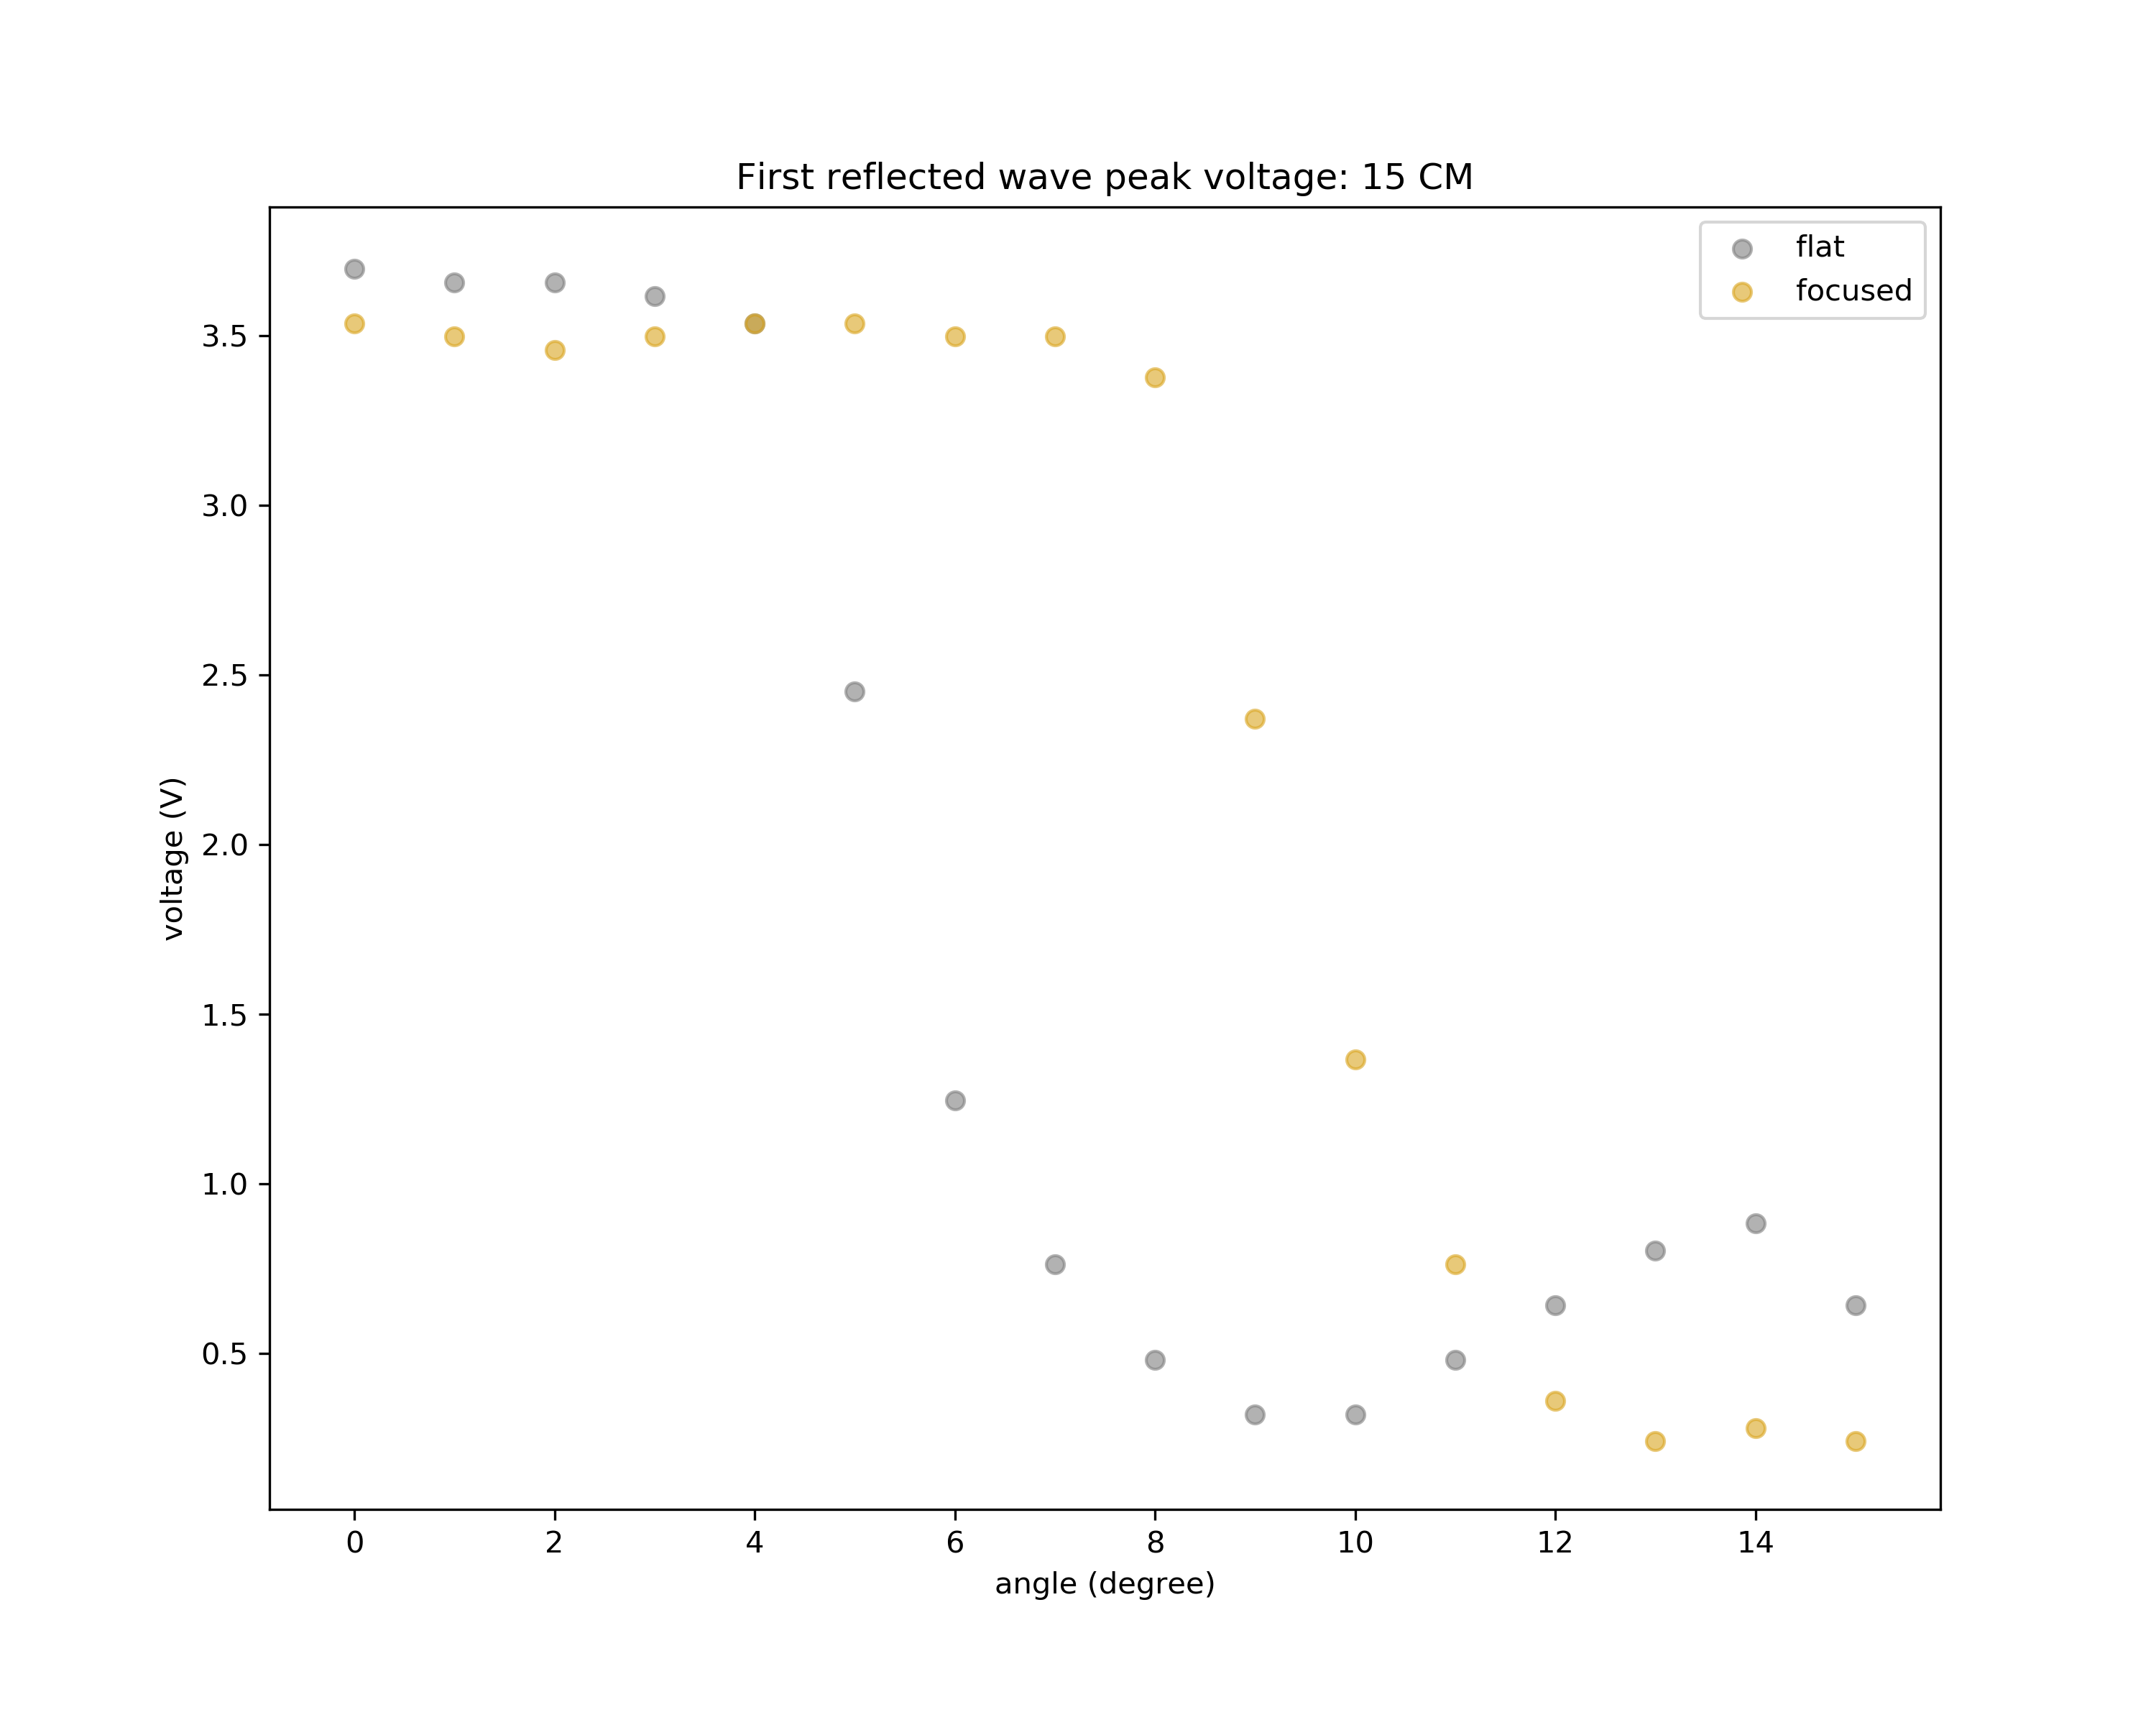 First reflected wave peak voltage: 15 CM
flat
focused
3.5
3.0
2.5
2.0
1.5
1.0
0.5
voltage (V)
0 2 4 6 8 10 12 14
angle (degree)